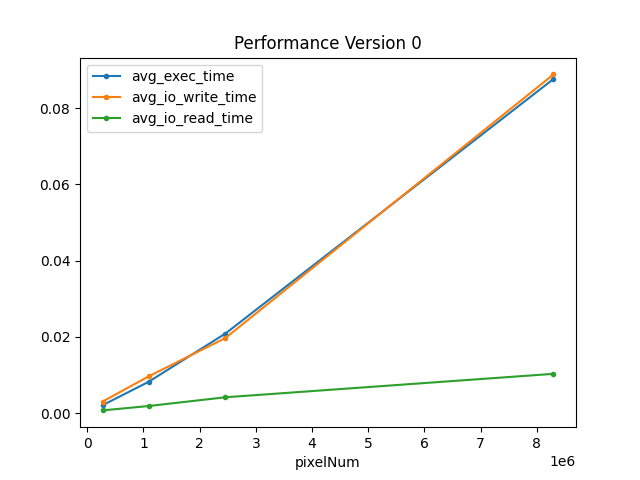 Performance Version 0
avg_exec_time
avg_io_write_time
avg_io_read_time
0.08
0.06
0.04
0.02
0.00
0 1 2 3 4 5 6 7 8
pixelNum
1e6